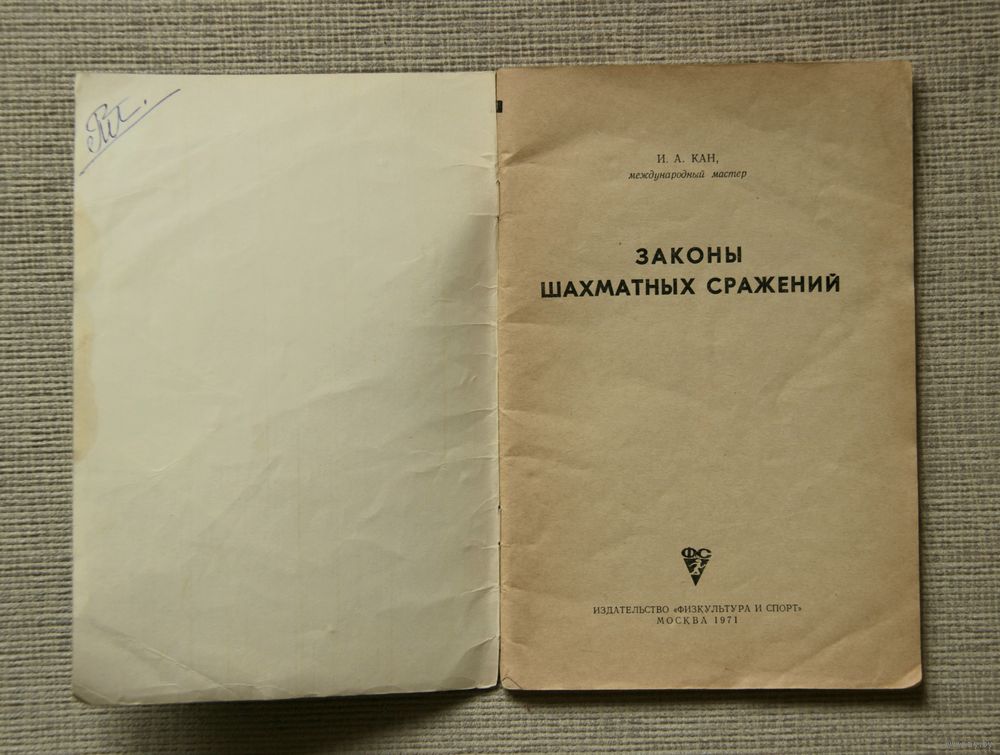 И. А. КАН,
международный мастер
ЗАКОНЫ
ШАХМАТНЫХ СРАЖЕНИЙ
ФС
ИЗДАТЕЛЬСТВО «ФИЗКУЛЬТУРА И СПОРТ»
МОСКВА 1971